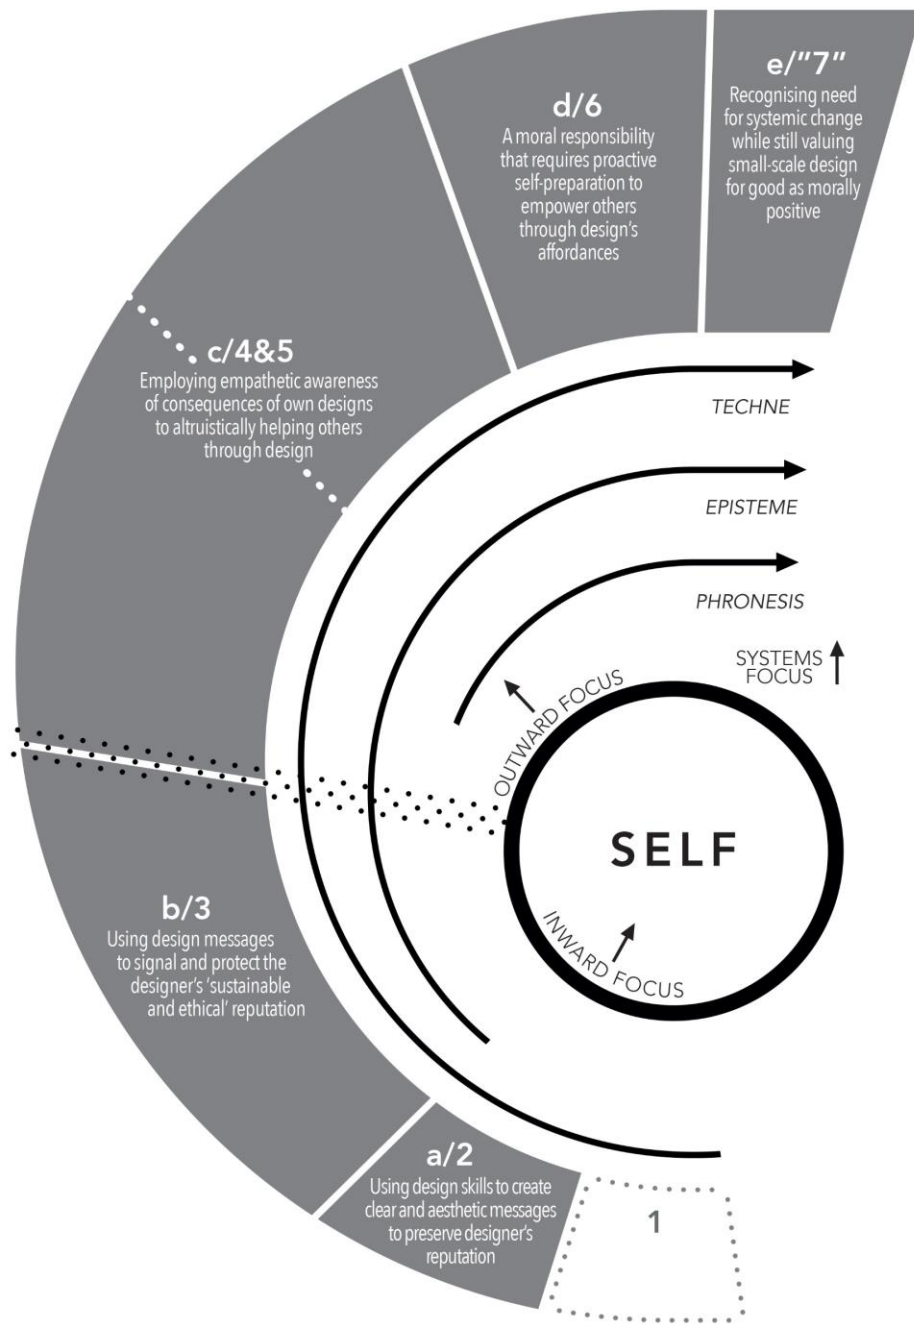 e/"7"
Recognising need
for systemic change
while still valuing
small-scale design
for good as morally
positive
d/6
A moral responsibility
that requires proactive
self-preparation to
empower others
through design's
affordances
c/4&5
Employing empathetic awareness
of consequences of own designs
to altruistically helping others
through design
TECHNE
EPISTEME
PHRONESIS
SYSTEMS
FOCUS
OUTWARD FOCUS
SELF
INWARD FOCUS
b/3
Using design messages
to signal and protect the
designer's 'sustainable
and ethical' reputation
a/2
Using design skills to create
clear and aesthetic messages
to preserve designer's
reputation
1